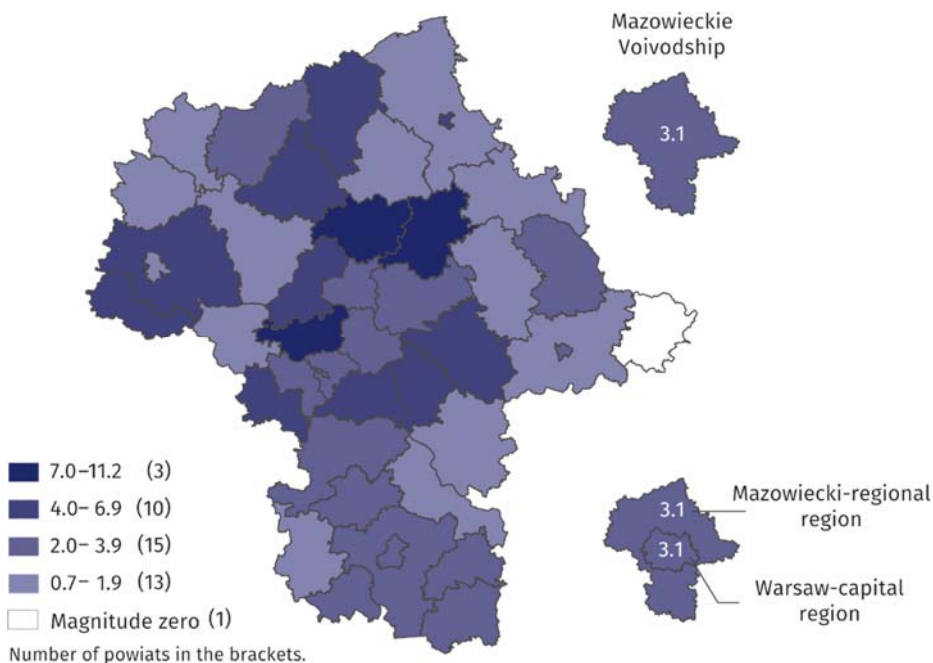 Mazowieckie
Voivodship
3.1
7.0–11.2 (3)
4.0– 6.9 (10)
2.0– 3.9 (15)
0.7– 1.9 (13)
Magnitude zero (1)
Number of powiats in the brackets.
3.1
Mazowiecki-regional
region
3.1
Warsaw-capital
region